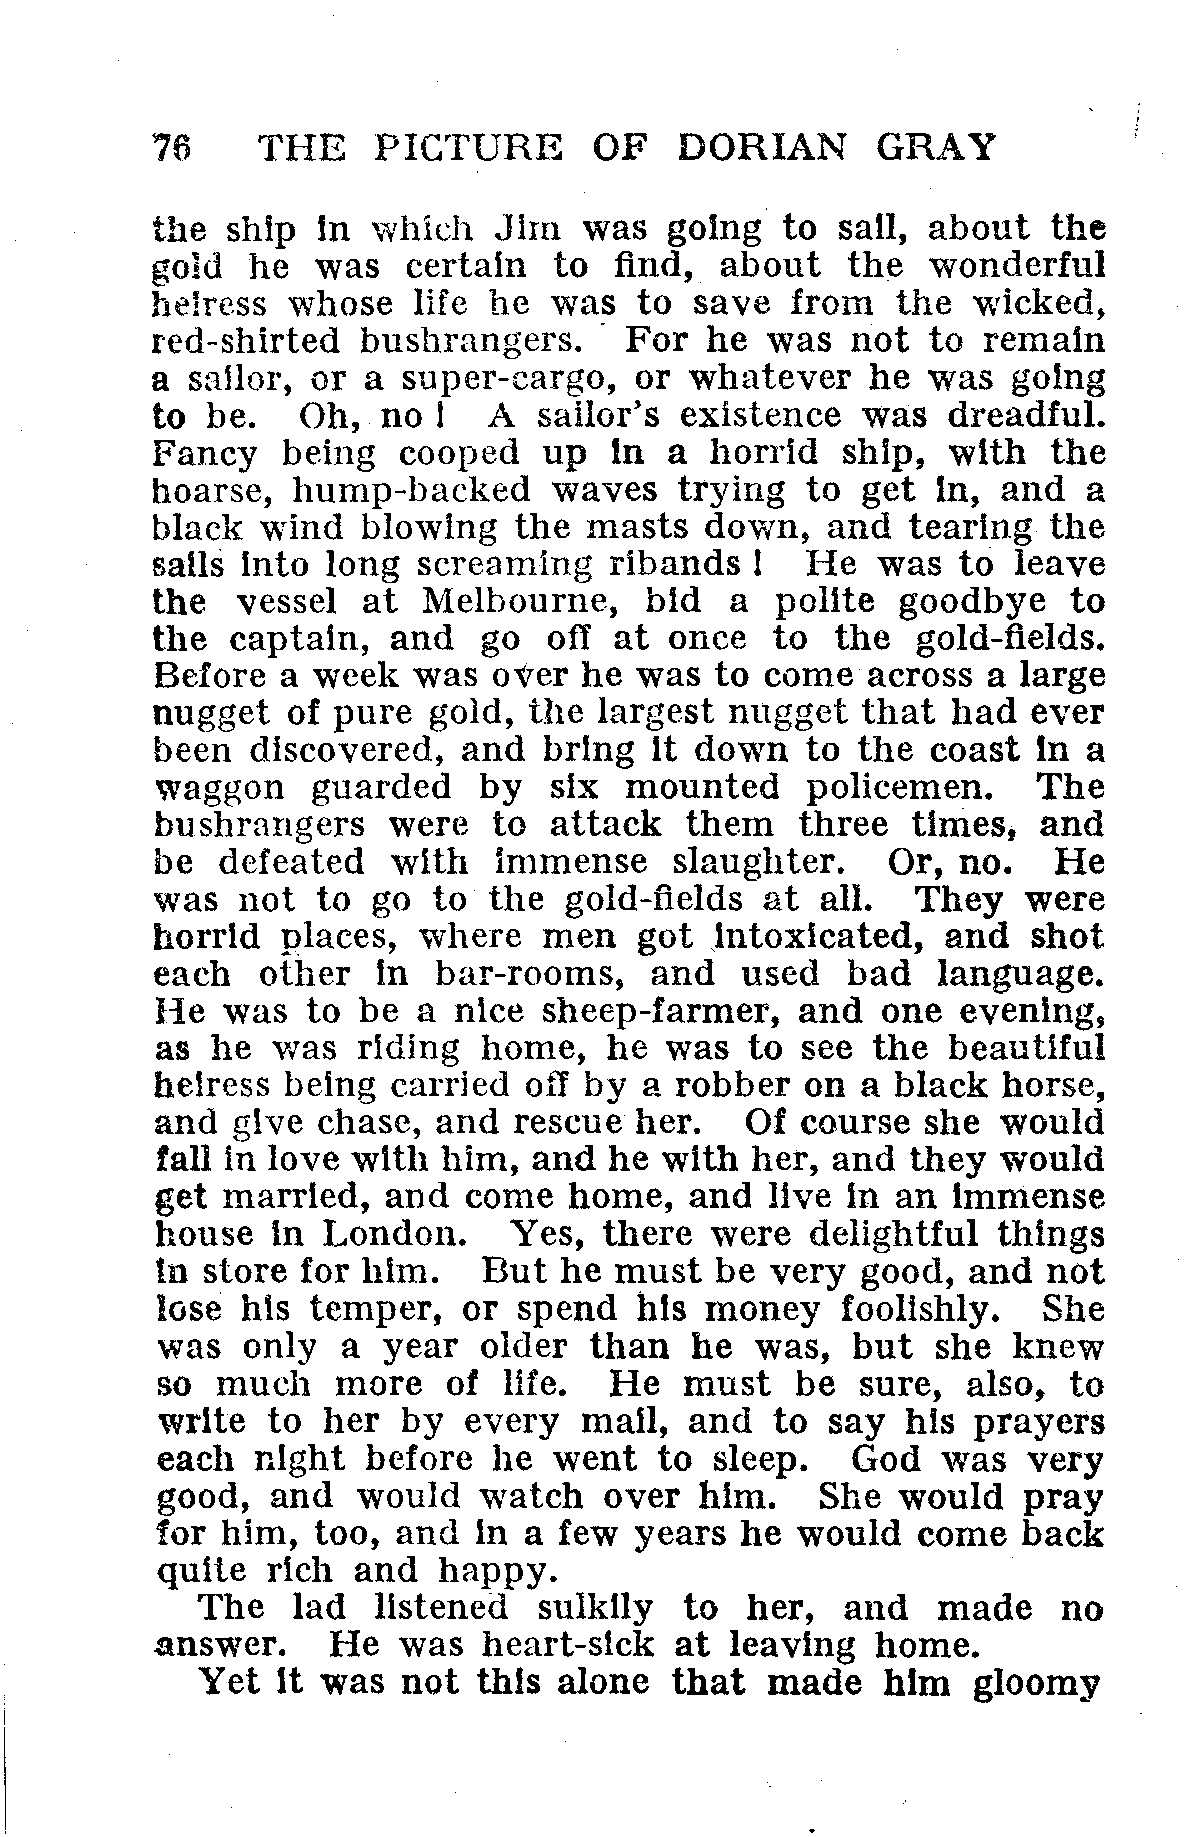 76 THE PICTURE OF DORIAN GRAY
the ship in which Jim was going to sail, about the
gold he was certain to find, about the wonderful
heiress whose life he was to save from the wicked,
red-shirted bushrangers. For he was not to remain
a sailor, or a super-cargo, or whatever he was going
to be. Oh, no! A sailor's existence was dreadful.
Fancy being cooped up in a horrid ship, with the
hoarse, hump-backed waves trying to get in, and a
black wind blowing the masts down, and tearing the
sails into long screaming ribands! He was to leave
the vessel at Melbourne, bid a polite goodbye to
the captain, and go off at once to the gold-fields.
Before a week was over he was to come across a large
nugget of pure gold, the largest nugget that had ever
been discovered, and bring it down to the coast in a
waggon guarded by six mounted policemen. The
bushrangers were to attack them three times, and
be defeated with immense slaughter. Or, no. He
was not to go to the gold-fields at all. They were
horrid places, where men got intoxicated, and shot
each other in bar-rooms, and used bad language.
He was to be a nice sheep-farmer, and one evening,
as he was riding home, he was to see the beautiful
heiress being carried off by a robber on a black horse,
and give chase, and rescue her. Of course she would
fall in love with him, and he with her, and they would
get married, and come home, and live in an immense
house in London. Yes, there were delightful things
in store for him. But he must be very good, and not
lose his temper, or spend his money foolishly. She
was only a year older than he was, but she knew
so much more of life. He must be sure, also, to
write to her by every mail, and to say his prayers
each night before he went to sleep. God was very
good, and would watch over him. She would pray
for him, too, and in a few years he would come back
quite rich and happy.
The lad listened sulkily to her, and made no
answer. He was heart-sick at leaving home.
Yet it was not this alone that made him gloomy